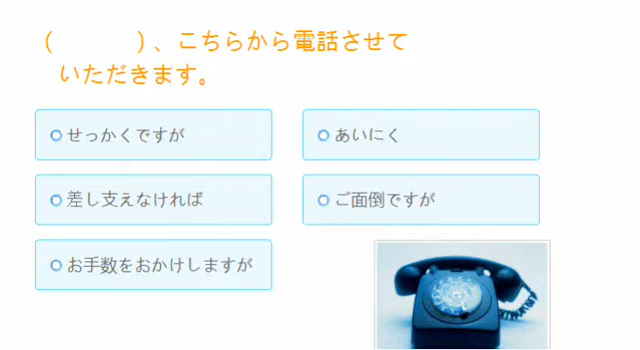 （　　　）、こちらから電話させて
いただきます。
せっかくですが
あいにく
差し支えなければ
ご面倒ですが
お手数をおかけしますが